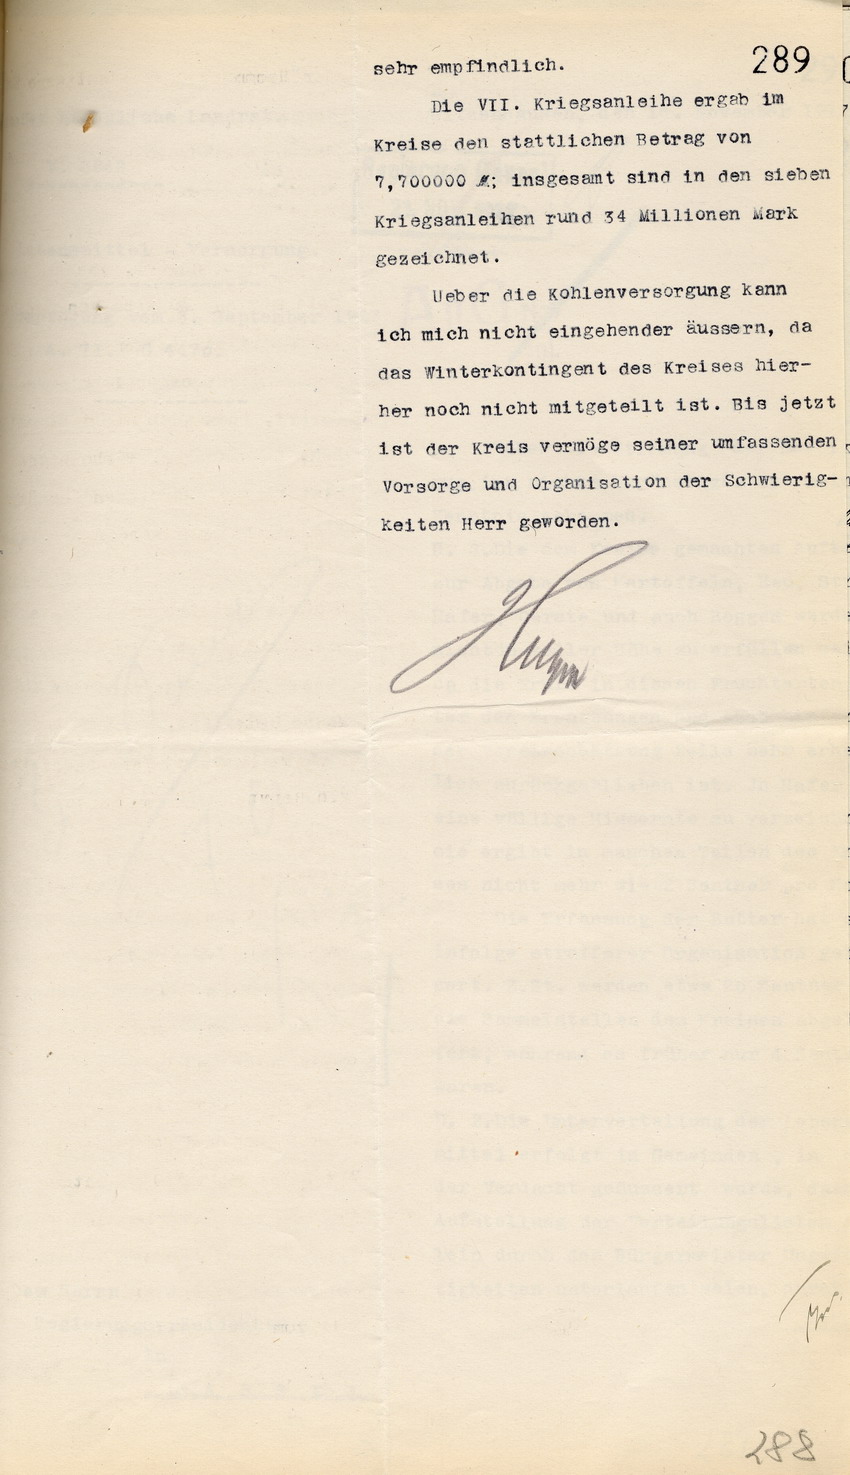 289
sehr empfindlich.
Die VII. Kriegsanleihe ergab im
Kreise den stattlichen Betrag von
7,700000 ℳ; insgesamt sind in den sieben
Kriegsanleihen rund 34 Millionen Mark
gezeichnet.
Ueber die Kohlenversorgung kann
ich mich nicht eingehender äussern, da
das Winterkontingent des Kreises hier-
her noch nicht mitgeteilt ist. Bis jetzt
ist der Kreis vermöge seiner umfassenden
Vorsorge und Organisation der Schwierig-
keiten Herr geworden.
288